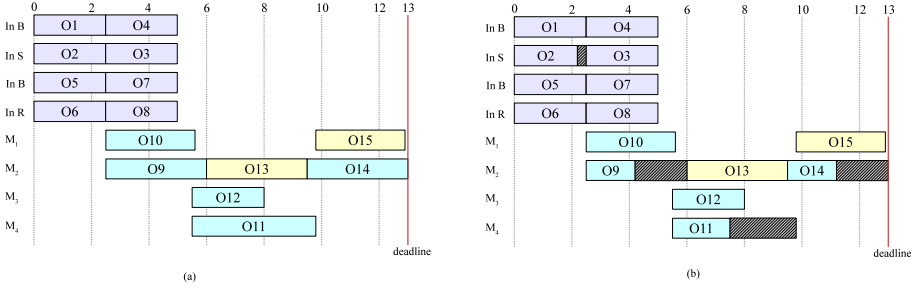 0 2 4 6 8 10 12 13
In B O1 O4
In S O2 O3
In B O5 O7
In R O6 O8
M1 O10 O15
M2 O9 O13 O14
M3 O12
M4 O11
deadline
(a)
0 2 4 6 8 10 12 13
In B O1 O4
In S O2 O3
In B O5 O7
In R O6 O8
M1 O10 O15
M2 O9 O13 O14
M3 O12
M4 O11
deadline
(b)